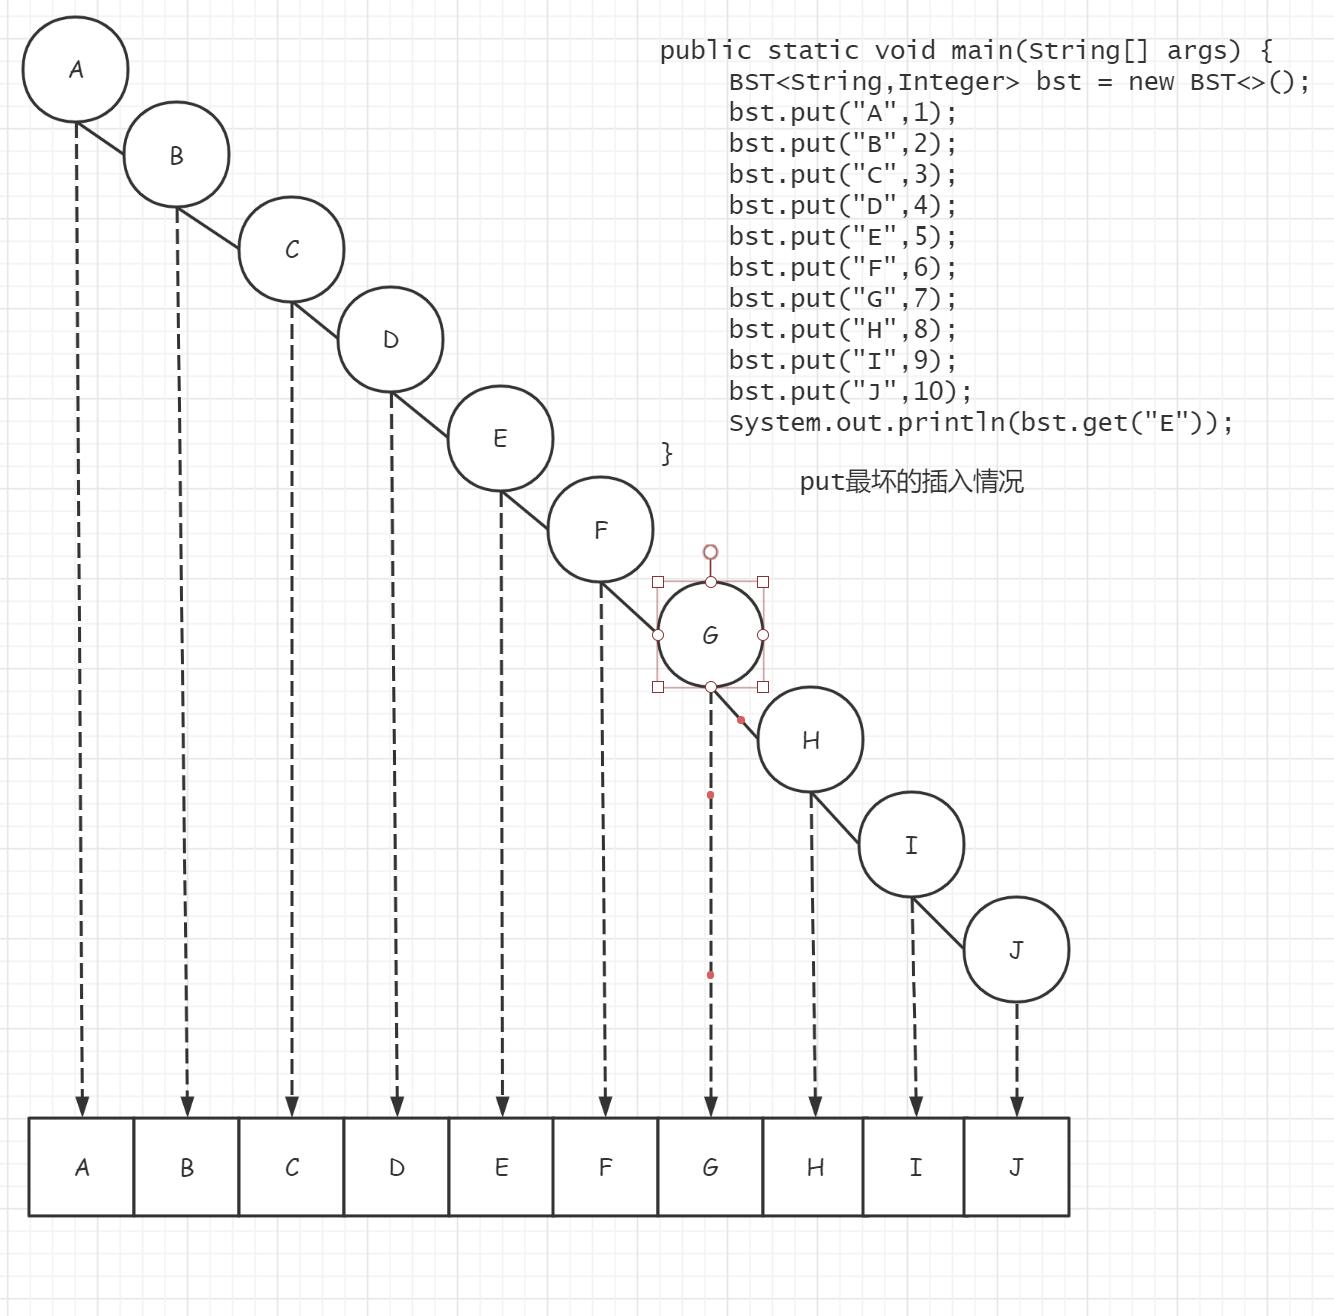 public static void main(String[] args) {
BST<String,Integer> bst = new BST<>();
bst.put("A",1);
bst.put("B",2);
bst.put("C",3);
bst.put("D",4);
bst.put("E",5);
bst.put("F",6);
bst.put("G",7);
bst.put("H",8);
bst.put("I",9);
bst.put("J",10);
System.out.println(bst.get("E"));
}
put最坏的插入情况
A
B
C
D
E
F
G
H
I
J
A B C D E F G H I J